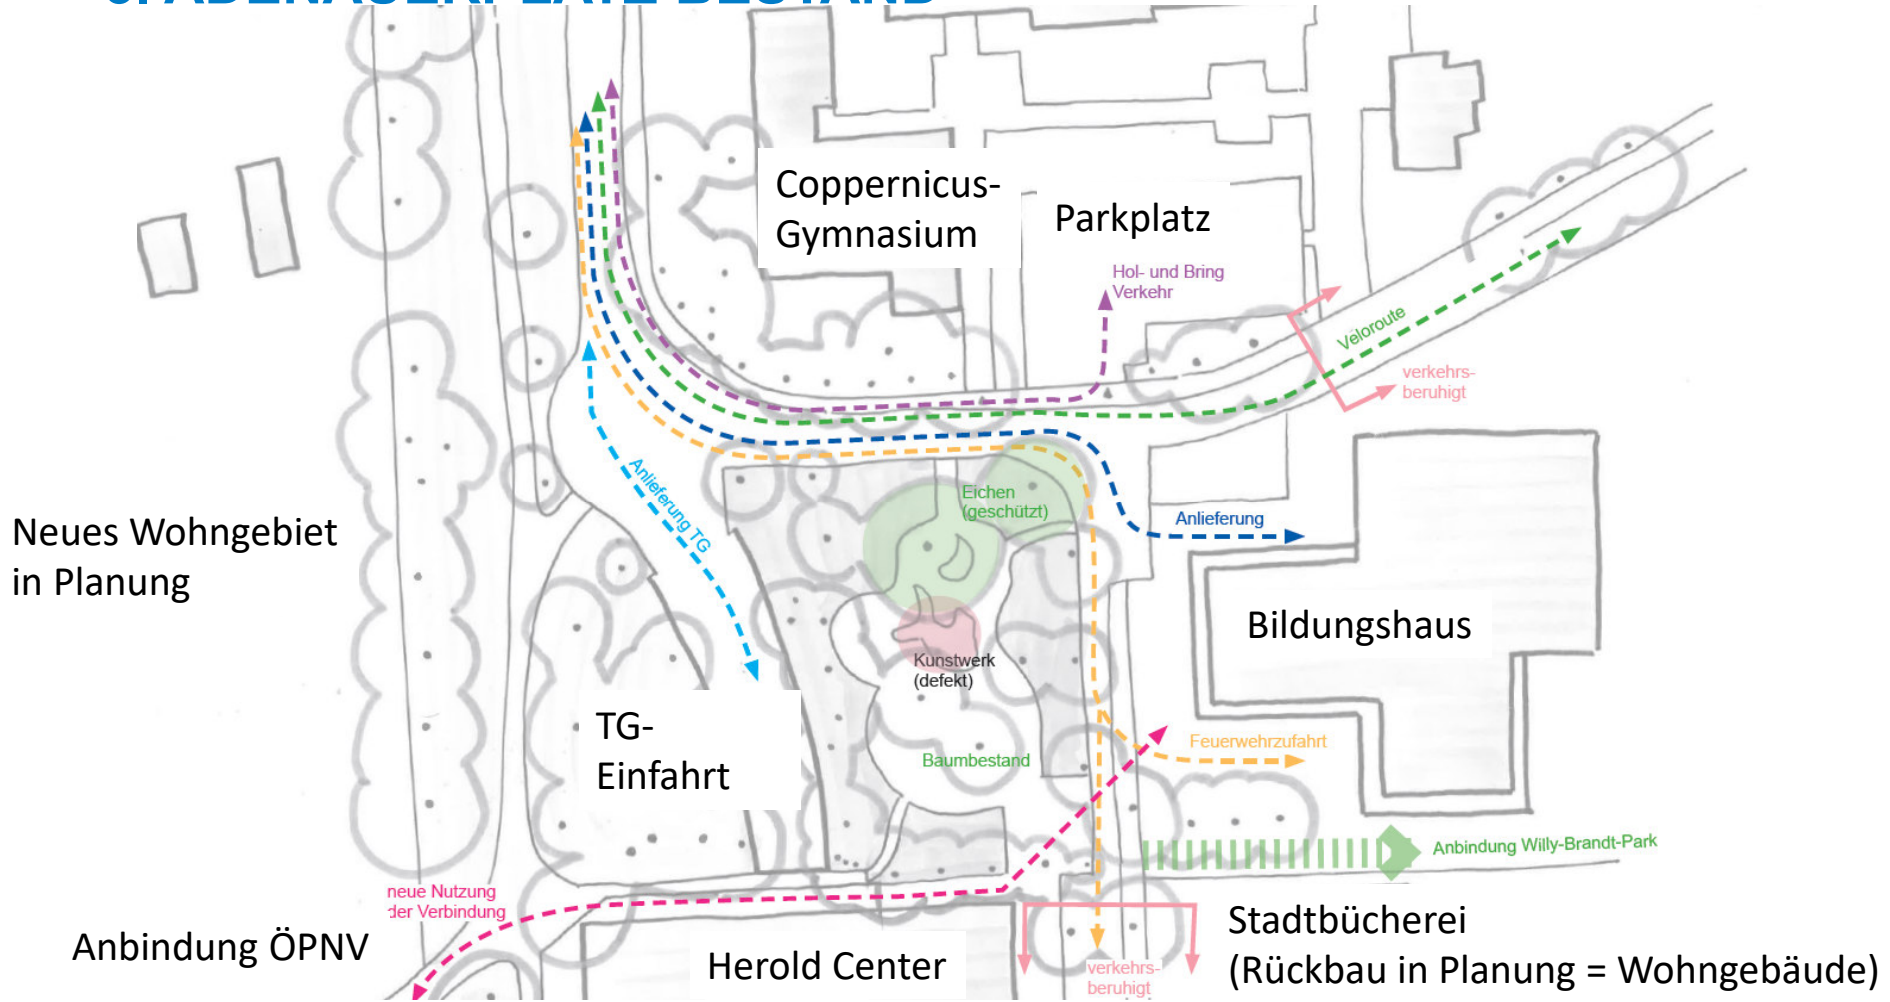 Coppernicus-
Gymnasium
Parkplatz
Hol- und Bring
Verkehr
Veloroute
verkehrs-
beruhigt
Anlieferung TG
Eichen
(geschützt)
Anlieferung
Neues Wohngebiet
in Planung
Bildungshaus
Kunstwerk
(defekt)
TG-
Einfahrt
Baumbestand
Feuerwehrzufahrt
Anbindung Willy-Brandt-Park
neue Nutzung
der Verbindung
Anbindung ÖPNV
Herold Center
verkehrs-
beruhigt
Stadtbücherei
(Rückbau in Planung = Wohngebäude)